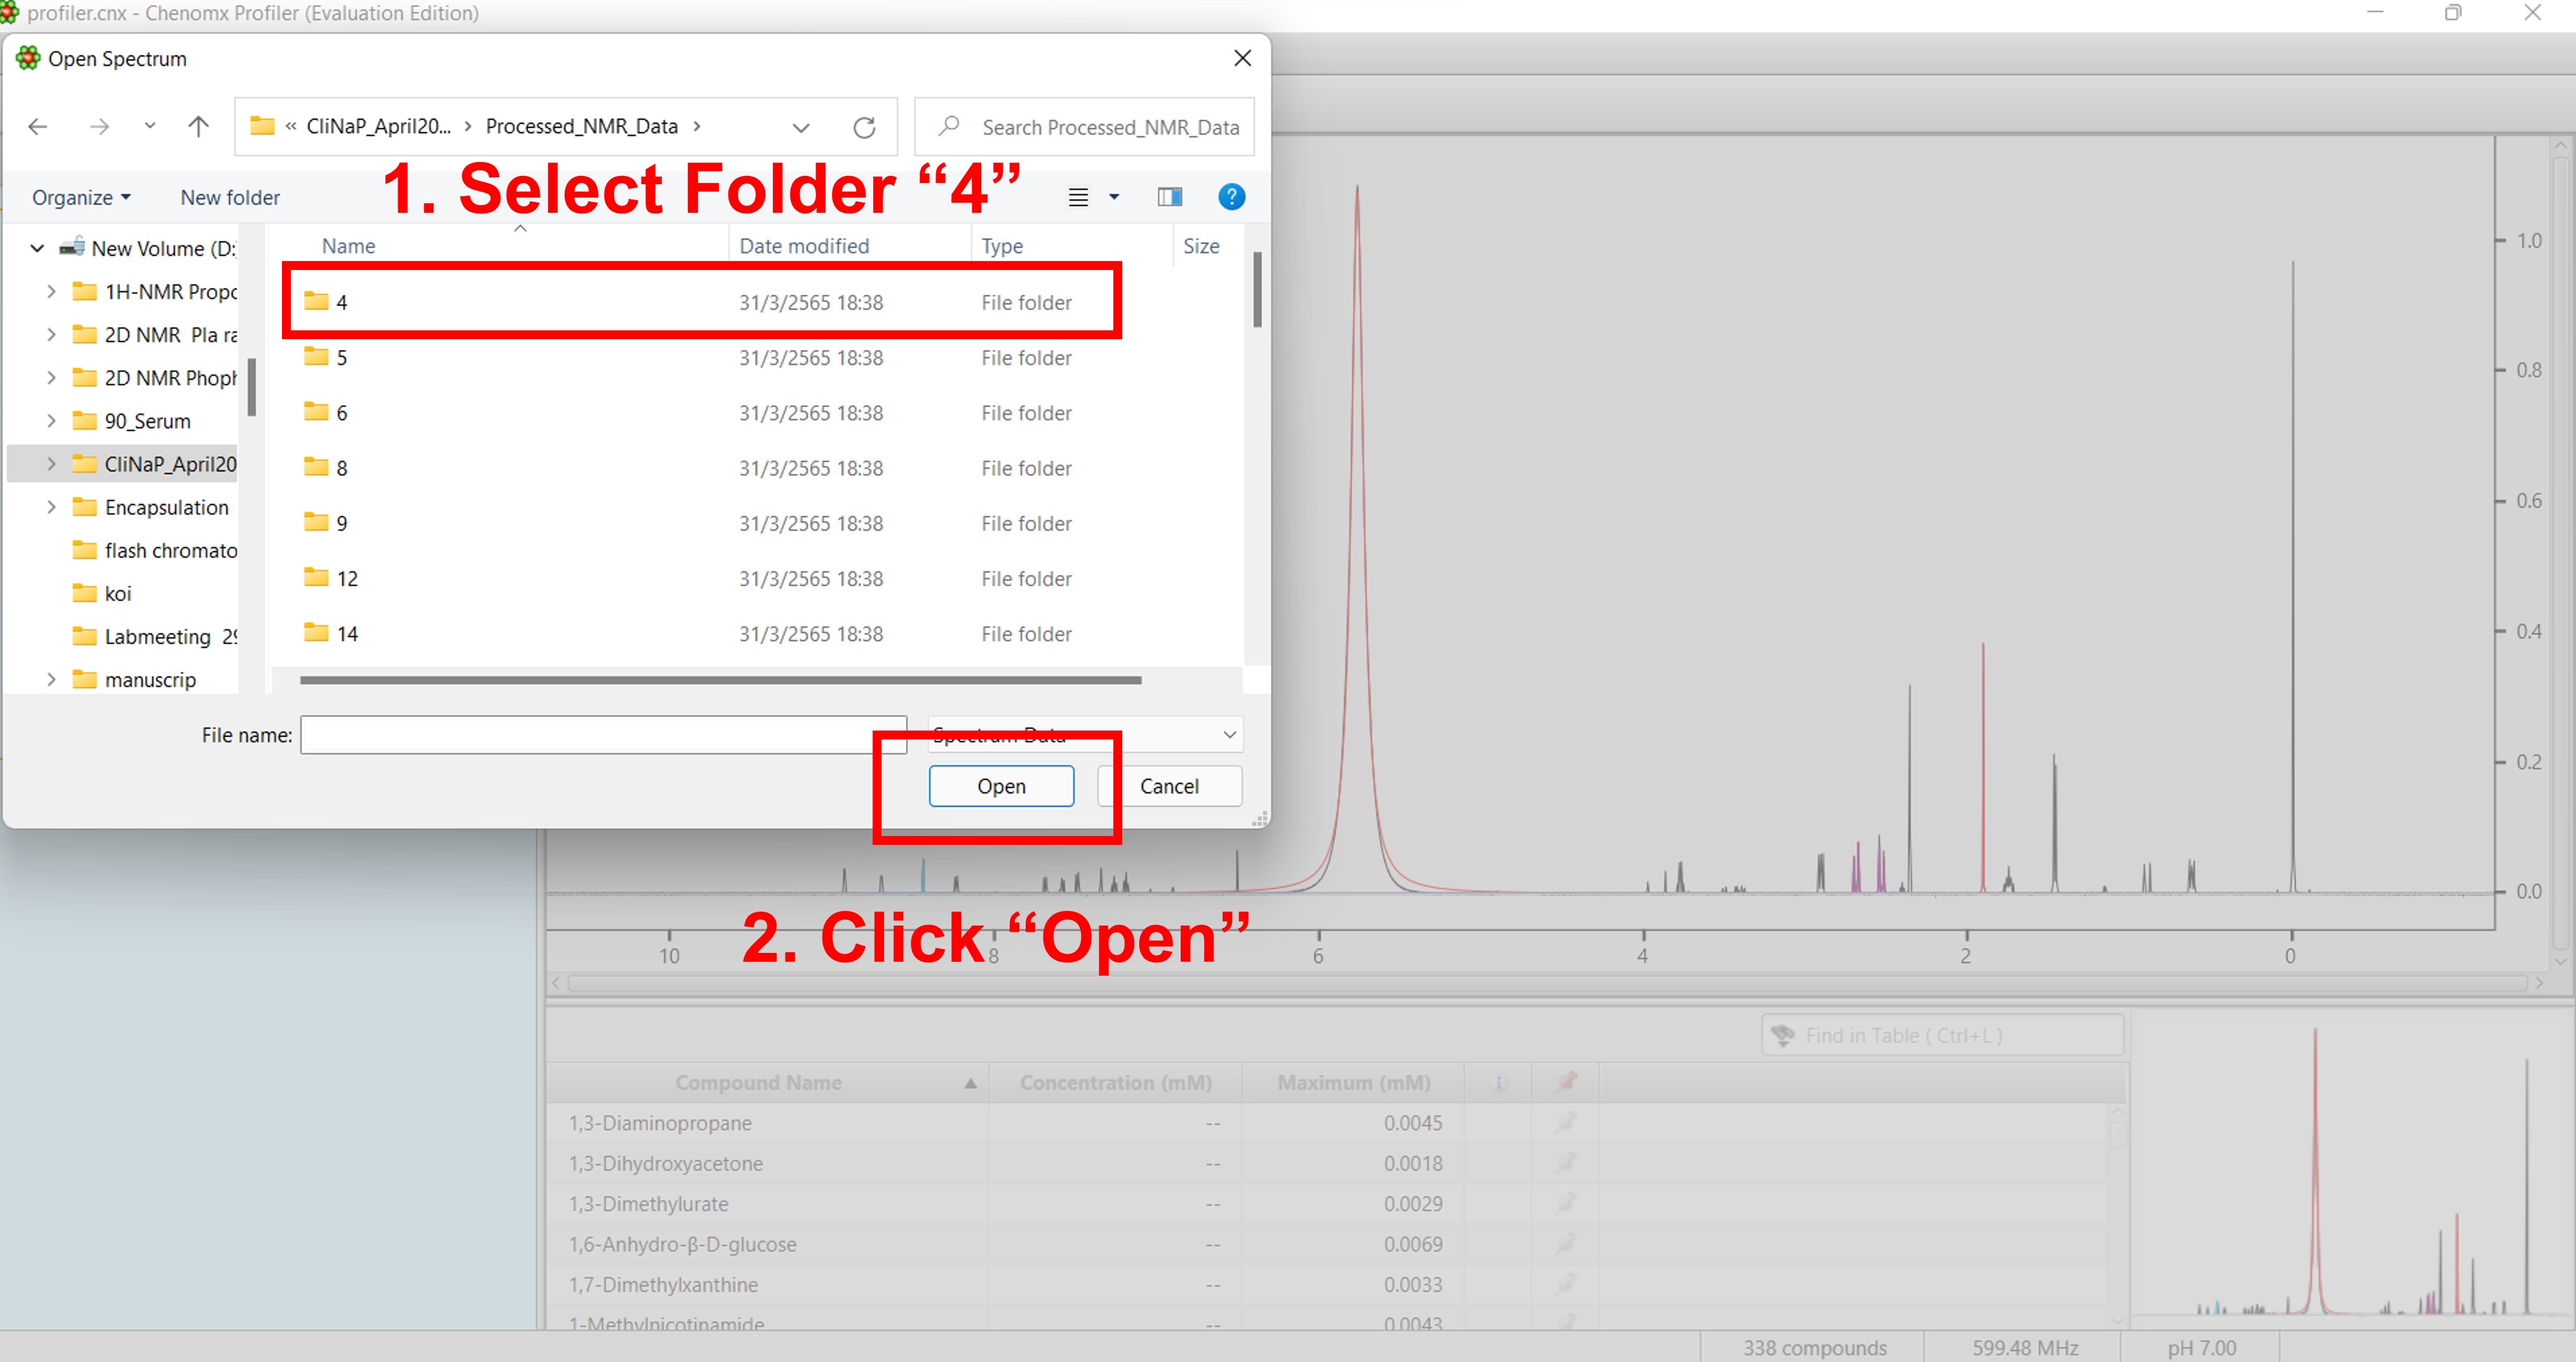 profiler.cnx - Chenomx Profiler (Evaluation Edition)
Open Spectrum
« CliNaP_April20... › Processed_NMR_Data ›
Search Processed_NMR_Data
1. Select Folder “4”
Organize
New folder
Name Date modified Type Size
New Volume (D:
1H-NMR Propo
2D NMR Pla ra
2D NMR Phoph
90_Serum
CliNaP_April20
Encapsulation
flash chromato
koi
Labmeeting 29
manuscrip
4 31/3/2565 18:38 File folder
5 31/3/2565 18:38 File folder
6 31/3/2565 18:38 File folder
8 31/3/2565 18:38 File folder
9 31/3/2565 18:38 File folder
12 31/3/2565 18:38 File folder
14 31/3/2565 18:38 File folder
File name:
Spectrum Data
Open
Cancel
1.0
0.8
0.6
0.4
0.2
0.0
2. Click “Open”
10 8 6 4 2 0
Find in Table ( Ctrl+L )
Compound Name Concentration (mM) Maximum (mM)
1,3-Diaminopropane -- 0.0045
1,3-Dihydroxyacetone -- 0.0018
1,3-Dimethylurate -- 0.0029
1,6-Anhydro-β-D-glucose -- 0.0069
1,7-Dimethylxanthine -- 0.0033
1-Methylnicotinamide -- 0.0043
338 compounds 599.48 MHz pH 7.00